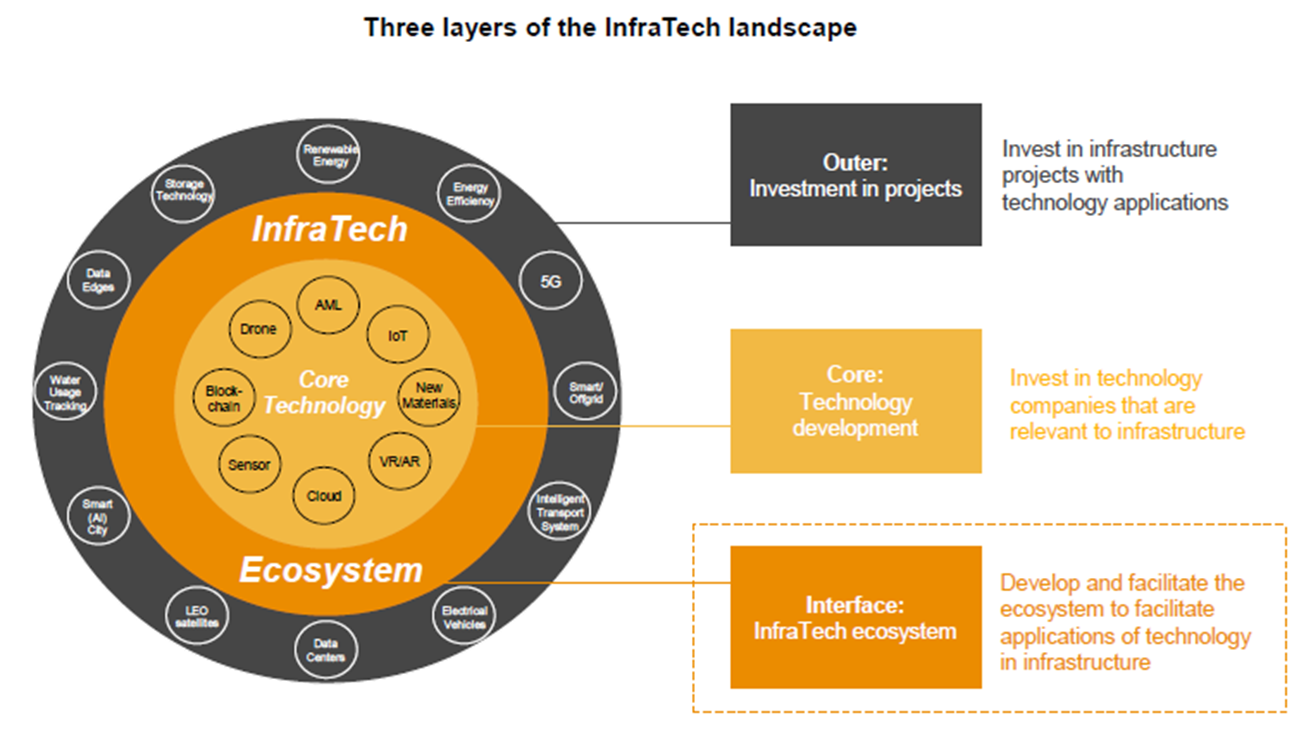 Three layers of the InfraTech landscape
Renewable
Energy
Storage
Technology
Energy
Efficiency
InfraTech
Data
Edges
5G
AML
Drone
IoT
Water
Usage
Tracking
Block-
chain
Core
Technology
New
Materials
Smart/
Offgrid
Sensor
VR/AR
Cloud
Smart
(AI)
City
Intelligent
Transport
System
Ecosystem
LEO
satellites
Electrical
Vehicles
Data
Centers
Outer:
Investment in projects
Invest in infrastructure
projects with
technology applications
Core:
Technology
development
Invest in technology
companies that are
relevant to infrastructure
Interface:
InfraTech ecosystem
Develop and facilitate the
ecosystem to facilitate
applications of technology
in infrastructure